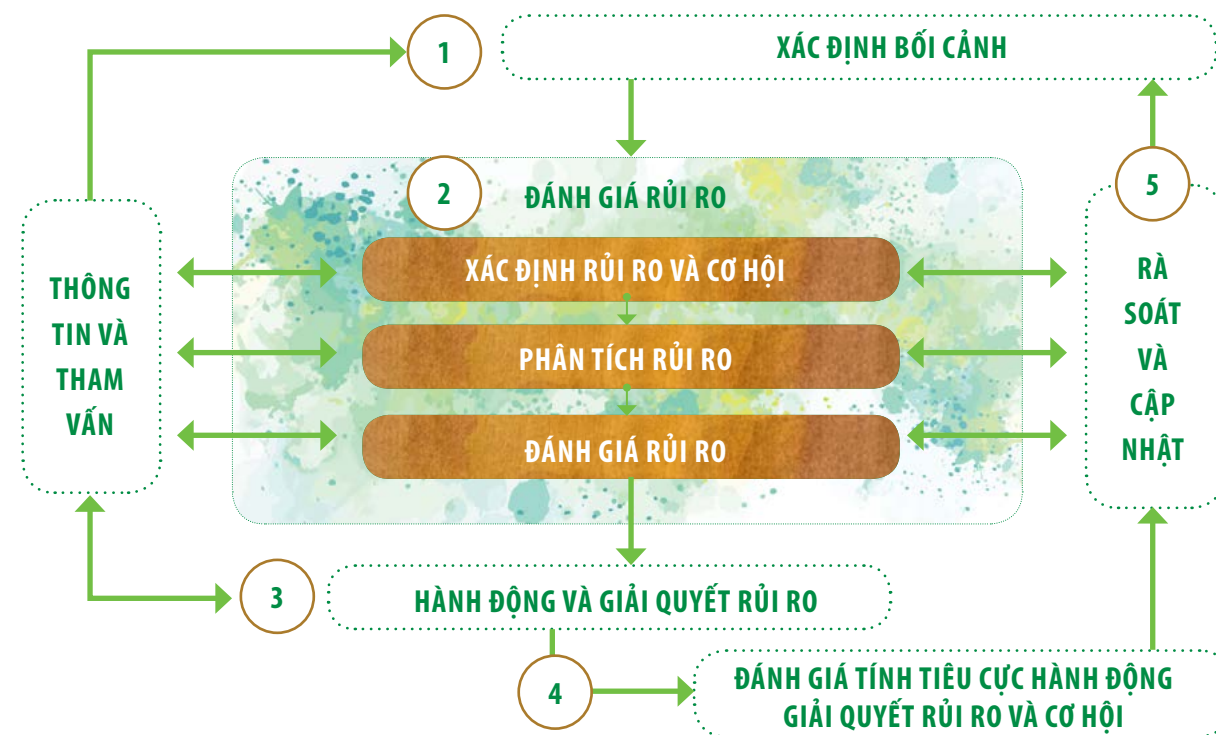 1
XÁC ĐỊNH BỐI CẢNH
2
ĐÁNH GIÁ RỦI RO
XÁC ĐỊNH RỦI RO VÀ CƠ HỘI
PHÂN TÍCH RỦI RO
ĐÁNH GIÁ RỦI RO
THÔNG
TIN VÀ
THAM
VẤN
5
RÀ
SOÁT
VÀ
CẬP
NHẬT
3
HÀNH ĐỘNG VÀ GIẢI QUYẾT RỦI RO
4
ĐÁNH GIÁ TÍNH TIÊU CỰC HÀNH ĐỘNG
GIẢI QUYẾT RỦI RO VÀ CƠ HỘI